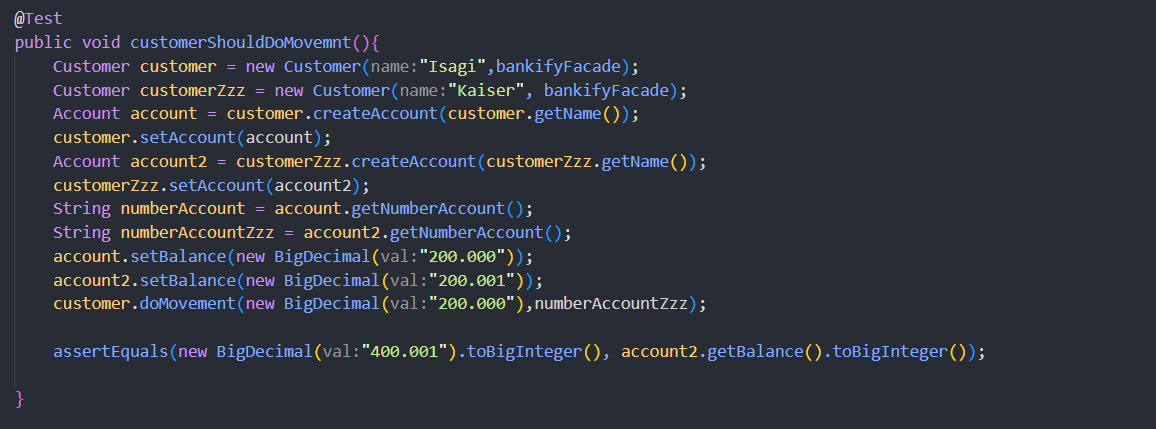 @Test
public void customerShouldDoMovemnt(){
    Customer customer = new Customer(name:"Isagi",bankifyFacade);
    Customer customerZzz = new Customer(name:"Kaiser", bankifyFacade);
    Account account = customer.createAccount(customer.getName());
    customer.setAccount(account);
    Account account2 = customerZzz.createAccount(customerZzz.getName());
    customerZzz.setAccount(account2);
    String numberAccount = account.getNumberAccount();
    String numberAccountZzz = account2.getNumberAccount();
    account.setBalance(new BigDecimal(val:"200.000"));
    account2.setBalance(new BigDecimal(val:"200.001"));
    customer.doMovement(new BigDecimal(val:"200.000"),numberAccountZzz);
    assertEquals(new BigDecimal(val:"400.001").toBigInteger(), account2.getBalance().toBigInteger());
}